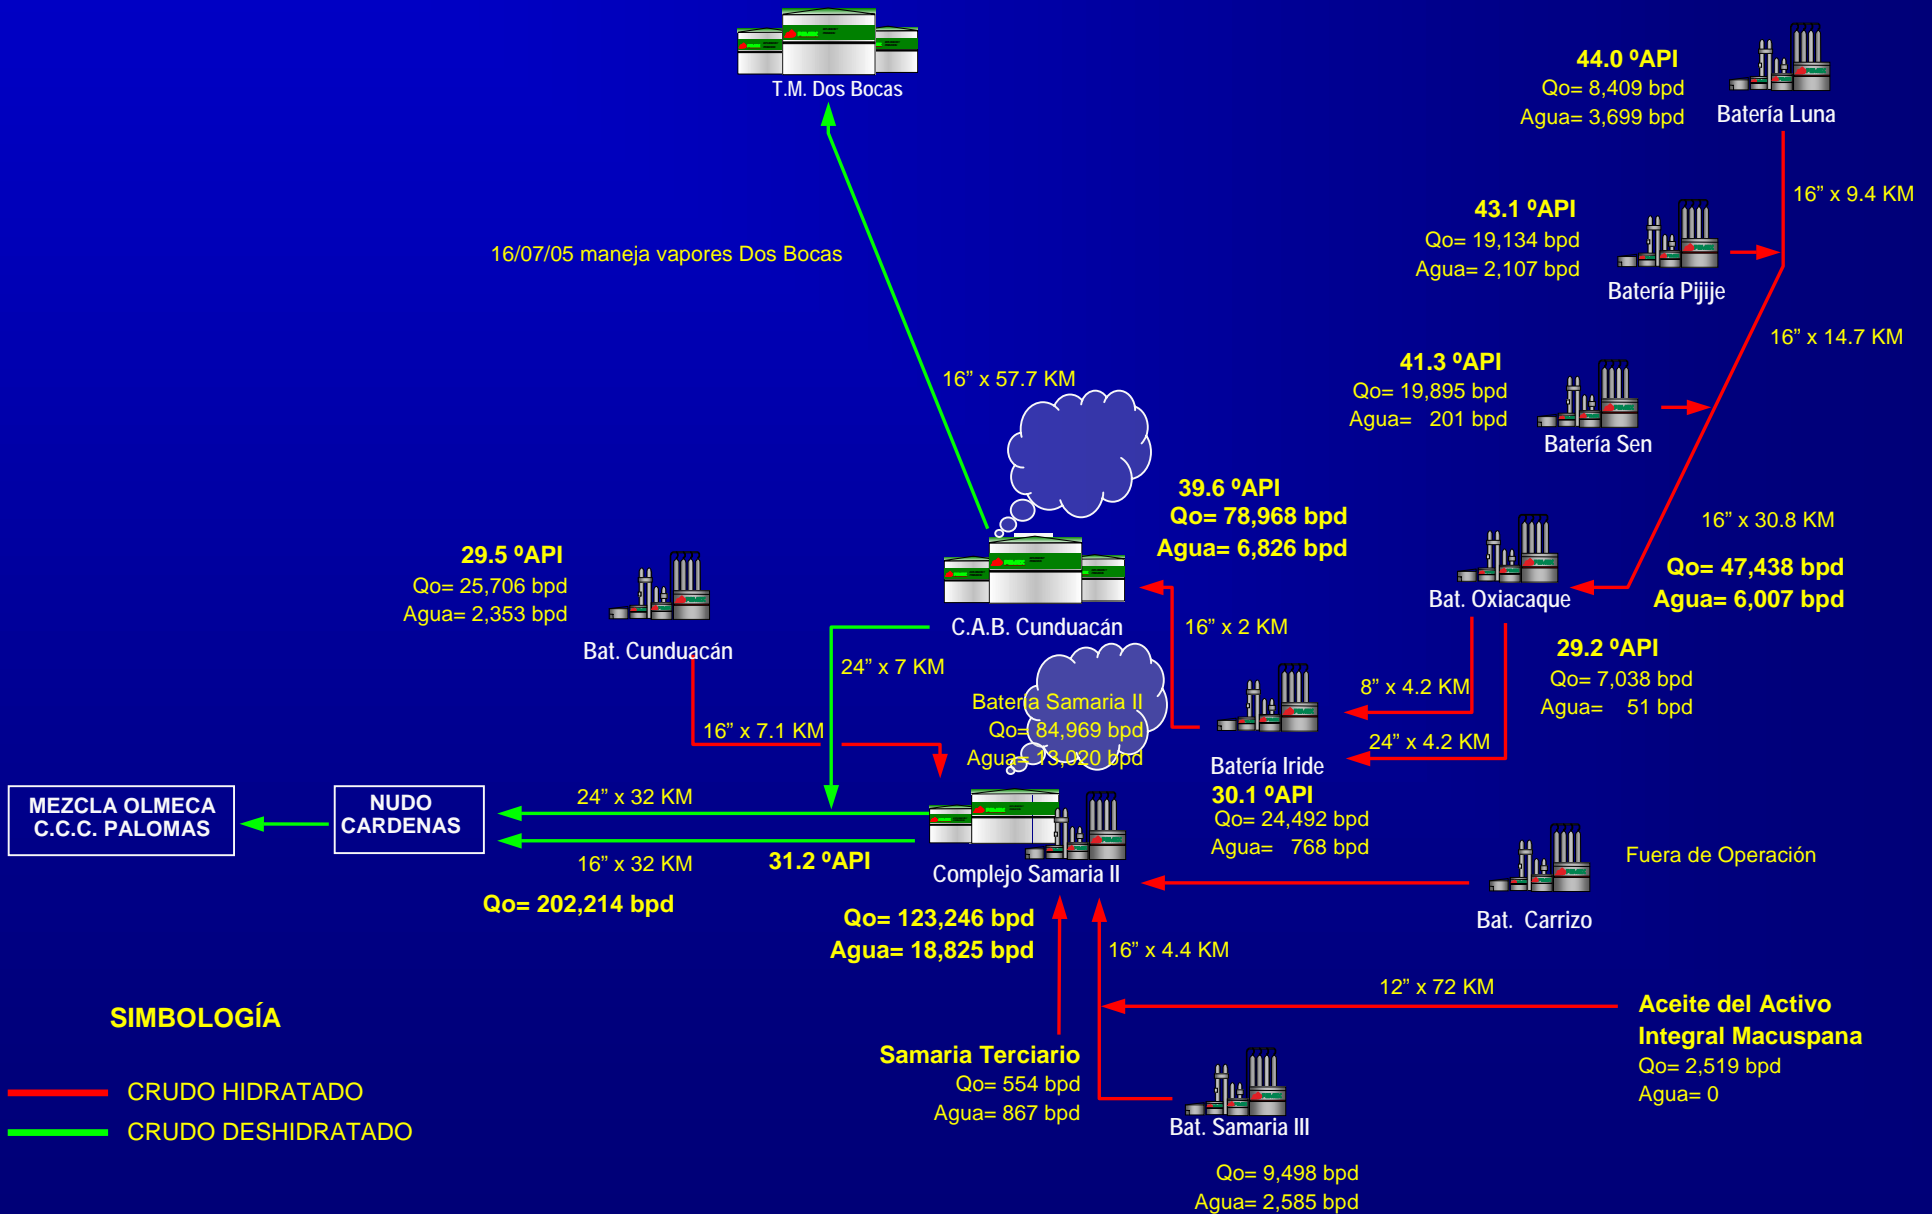 T.M. Dos Bocas
44.0 ºAPI
Qo= 8,409 bpd
Agua= 3,699 bpd
Batería Luna
16” x 9.4 KM
43.1 ºAPI
Qo= 19,134 bpd
Agua= 2,107 bpd
Batería Pijije
16/07/05 maneja vapores Dos Bocas
16” x 14.7 KM
41.3 ºAPI
Qo= 19,895 bpd
Agua= 201 bpd
Batería Sen
16” x 57.7 KM
39.6 ºAPI
Qo= 78,968 bpd
Agua= 6,826 bpd
C.A.B. Cunduacán
16” x 30.8 KM
Qo= 47,438 bpd
Agua= 6,007 bpd
Bat. Oxiacaque
29.2 ºAPI
Qo= 7,038 bpd
Agua= 51 bpd
29.5 ºAPI
Qo= 25,706 bpd
Agua= 2,353 bpd
Bat. Cunduacán
16” x 2 KM
24” x 7 KM
8” x 4.2 KM
24” x 4.2 KM
16” x 7.1 KM
Batería Samaria II
Qo= 84,969 bpd
Agua= 13,020 bpd
Batería Iride
30.1 ºAPI
Qo= 24,492 bpd
Agua= 768 bpd
MEZCLA OLMECA
C.C.C. PALOMAS
NUDO
CARDENAS
24” x 32 KM
16” x 32 KM
31.2 ºAPI
Qo= 202,214 bpd
Complejo Samaria II
Qo= 123,246 bpd
Agua= 18,825 bpd
Fuera de Operación
Bat. Carrizo
16” x 4.4 KM
12” x 72 KM
Aceite del Activo
Integral Macuspana
Qo= 2,519 bpd
Agua= 0
Samaria Terciario
Qo= 554 bpd
Agua= 867 bpd
Bat. Samaria III
Qo= 9,498 bpd
Agua= 2,585 bpd
SIMBOLOGÍA
CRUDO HIDRATADO
CRUDO DESHIDRATADO